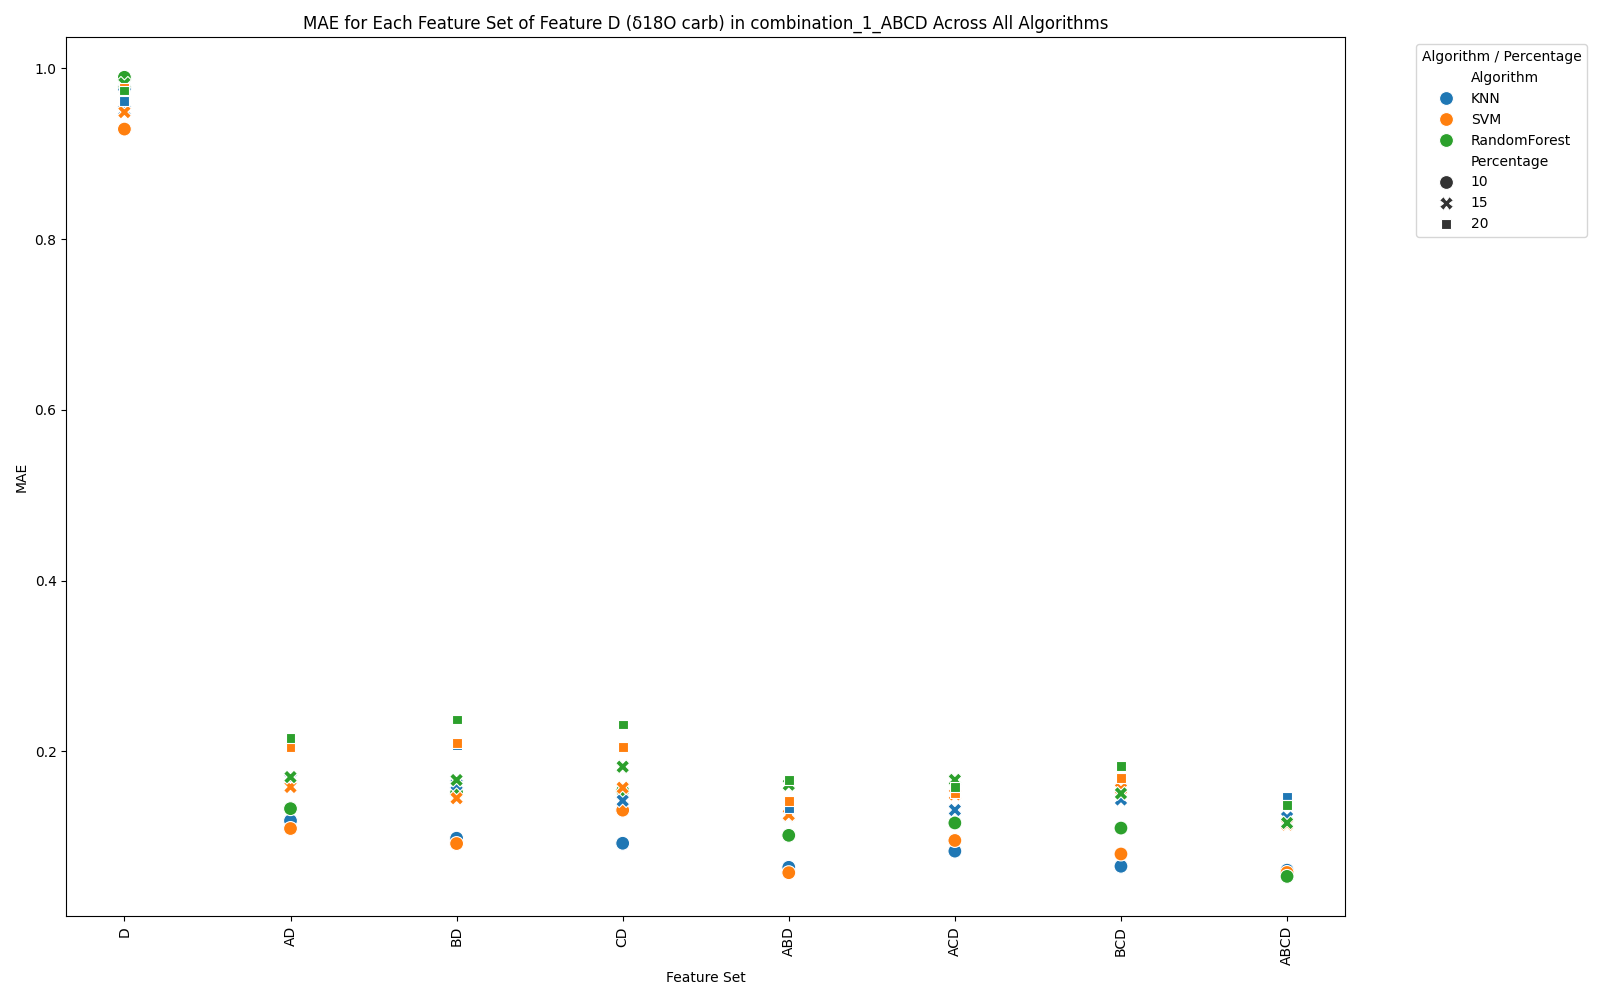 MAE for Each Feature Set of Feature D (δ18O carb) in combination_1_ABCD Across All Algorithms
MAE
1.0
0.8
0.6
0.4
0.2
D
AD
BD
CD
ABD
ACD
BCD
ABCD
Feature Set
Algorithm / Percentage
Algorithm
KNN
SVM
RandomForest
Percentage
10
15
20